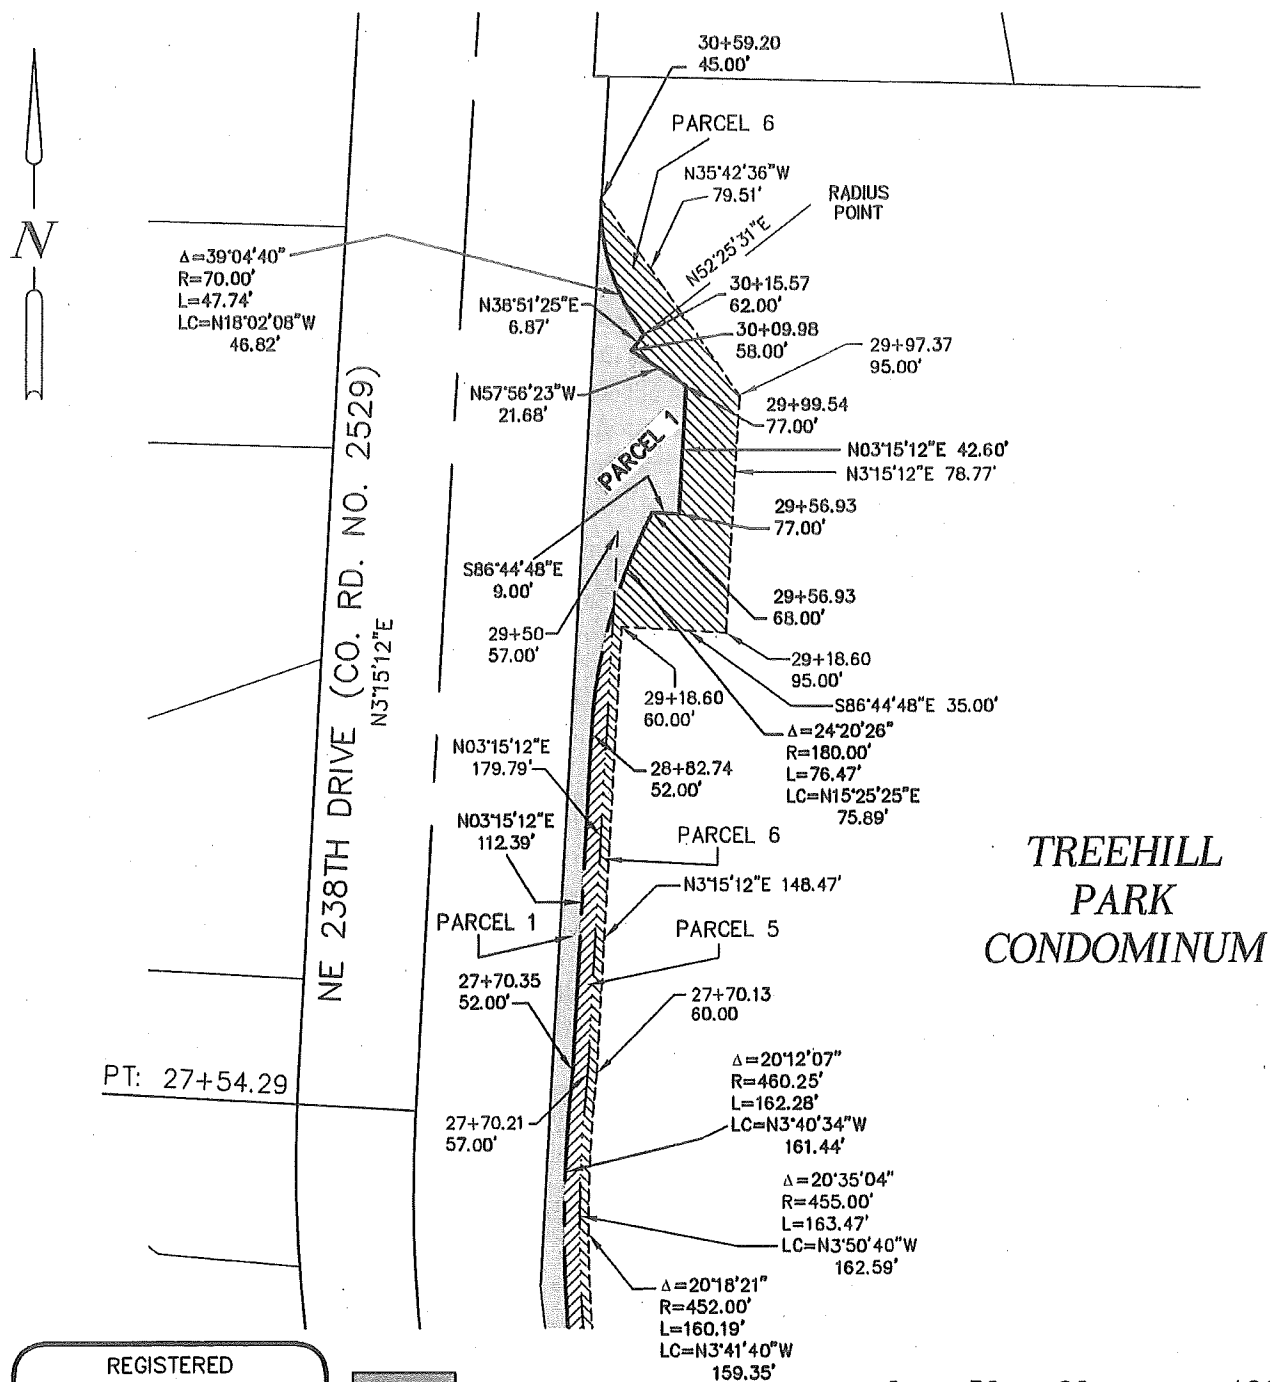 30+59.20
45.00'
PARCEL 6
N35°42'36"W
79.51'
RADIUS
POINT
N52°25'31"E
N
Δ=39°04'40"
R=70.00'
L=47.74'
LC=N18°02'08"W
46.82'
N38°51'25"E
6.87'
30+15.57
62.00'
30+09.98
58.00'
29+97.37
95.00'
N57°56'23"W
21.68'
29+99.54
77.00'
PARCEL 1
N03°15'12"E 42.60'
N3°15'12"E 78.77'
29+56.93
77.00'
NE 238TH DRIVE (CO. RD. NO. 2529)
N3°15'12"E
S86°44'48"E
9.00'
29+56.93
68.00'
29+50
57.00'
29+18.60
95.00'
29+18.60
60.00'
S86°44'48"E 35.00'
Δ=24°20'26"
R=180.00'
L=76.47'
LC=N15°25'25"E
75.89'
N03°15'12"E
179.79'
28+82.74
52.00'
N03°15'12"E
112.39'
PARCEL 6
N3°15'12"E 148.47'
TREEHILL
PARK
CONDOMINUM
PARCEL 1
PARCEL 5
27+70.35
52.00'
27+70.13
60.00
PT: 27+54.29
Δ=20°12'07"
R=460.25'
L=162.28'
LC=N3°40'34"W
161.44'
27+70.21
57.00'
Δ=20°35'04"
R=455.00'
L=163.47'
LC=N3°50'40"W
162.59'
Δ=20°18'21"
R=452.00'
L=160.19'
LC=N3°41'40"W
159.35'
REGISTERED